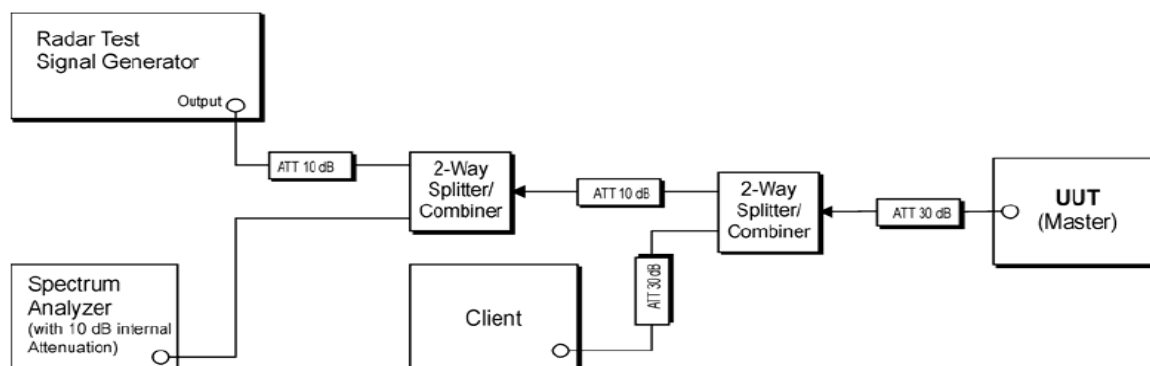 Radar Test
Signal Generator
Output
ATT 10 dB
2-Way
Splitter/
Combiner
ATT 10 dB
2-Way
Splitter/
Combiner
ATT 30 dB
UUT
(Master)
Spectrum
Analyzer
(with 10 dB internal
Attenuation)
Client
ATT 30 dB